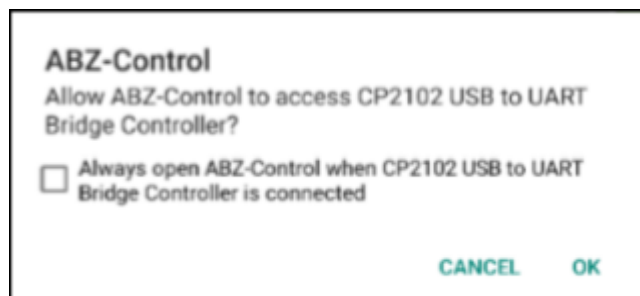 ABZ-Control
Allow ABZ-Control to access CP2102 USB to UART
Bridge Controller?
Always open ABZ-Control when CP2102 USB to UART
Bridge Controller is connected
CANCEL OK